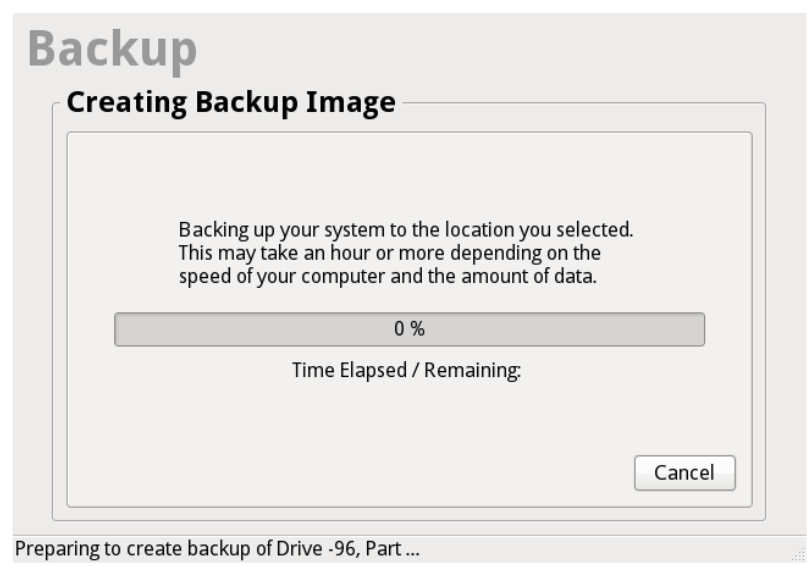 Backup
Creating Backup Image
Backing up your system to the location you selected.
This may take an hour or more depending on the
speed of your computer and the amount of data.
0 %
Time Elapsed / Remaining:
Cancel
Preparing to create backup of Drive -96, Part ...